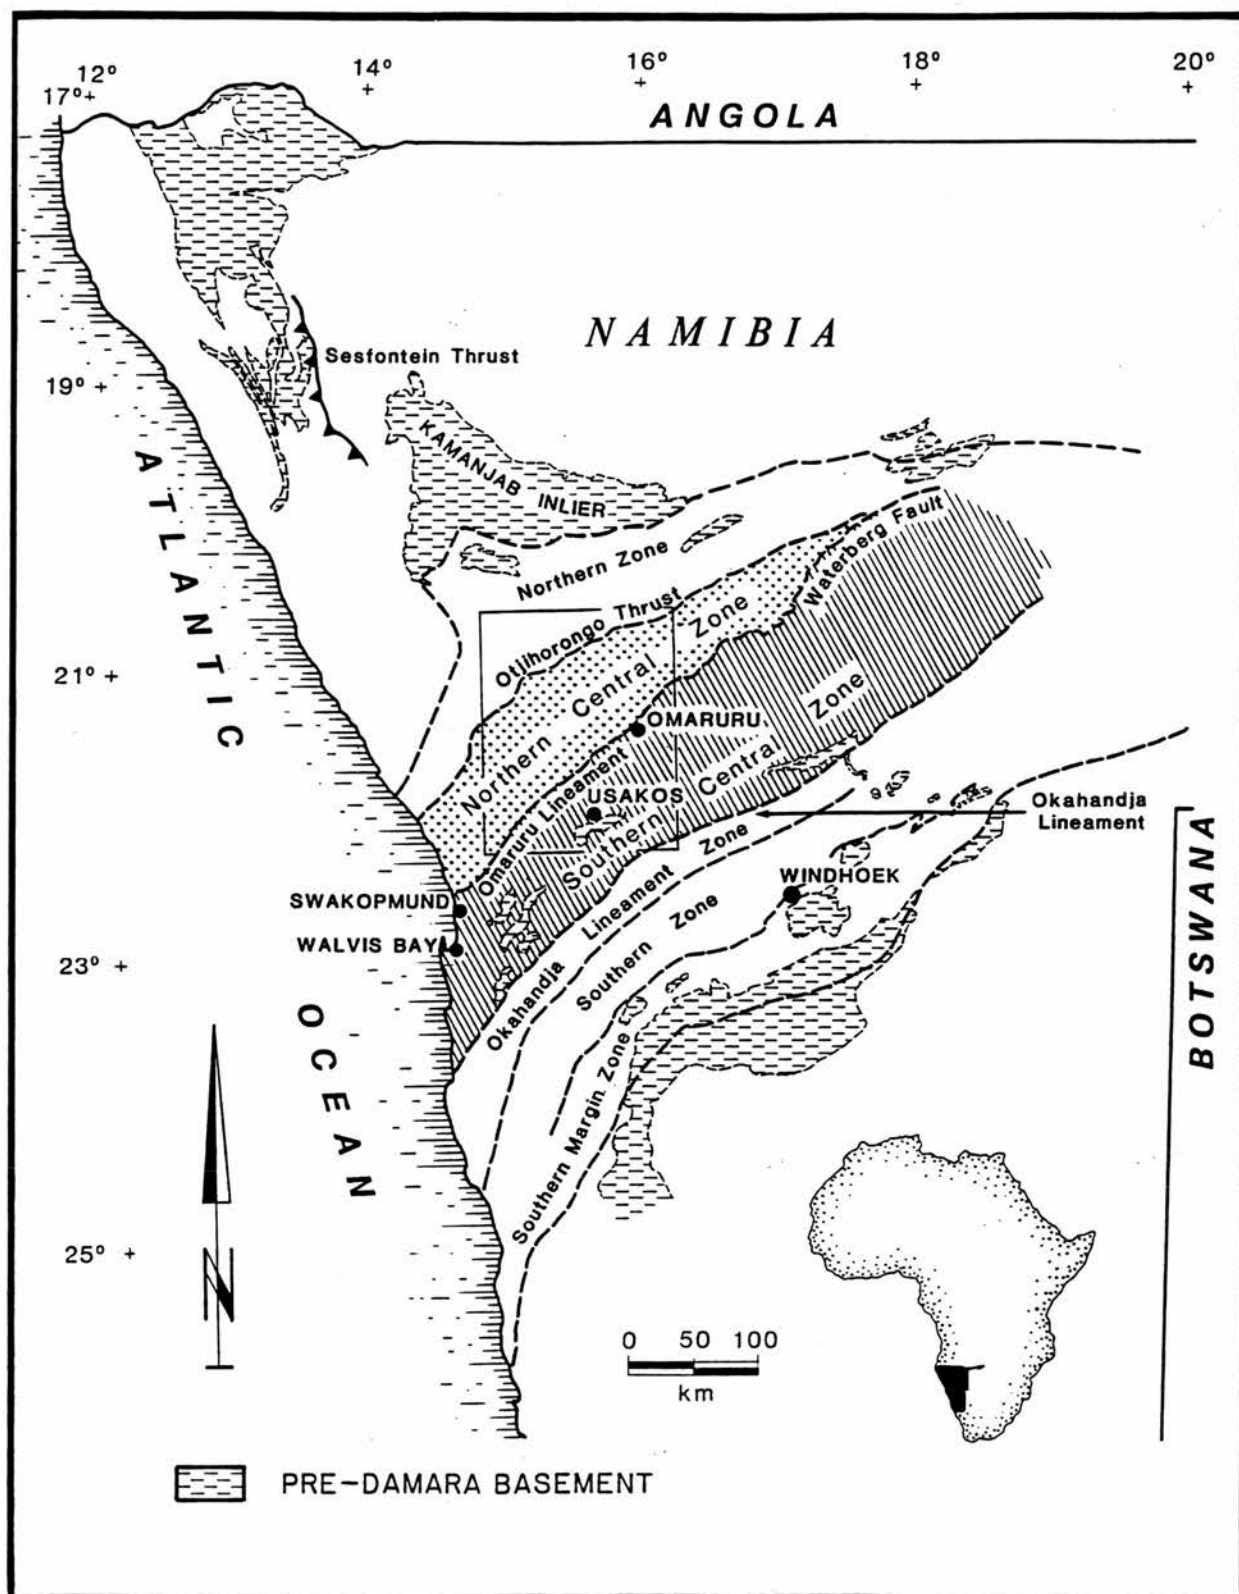 12° 14° 16° 18° 20°
17°
ANGOLA
NAMIBIA
Sesfontein Thrust
19°
KAMANJAB INLIER
ATLANTIC
OCEAN
Northern Zone
Waterberg Fault
Otjihorongo Thrust
Northern Central Zone
21°
OMARURU
Omaruru Lineament
USAKOS
Southern Central Zone
Okahandja
Lineament
BOTSWANA
WINDHOEK
SWAKOPMUND
WALVIS BAY
Okahandja Lineament Zone
Southern Zone
23°
Southern Margin Zone
25°
N
0 50 100
km
PRE-DAMARA BASEMENT